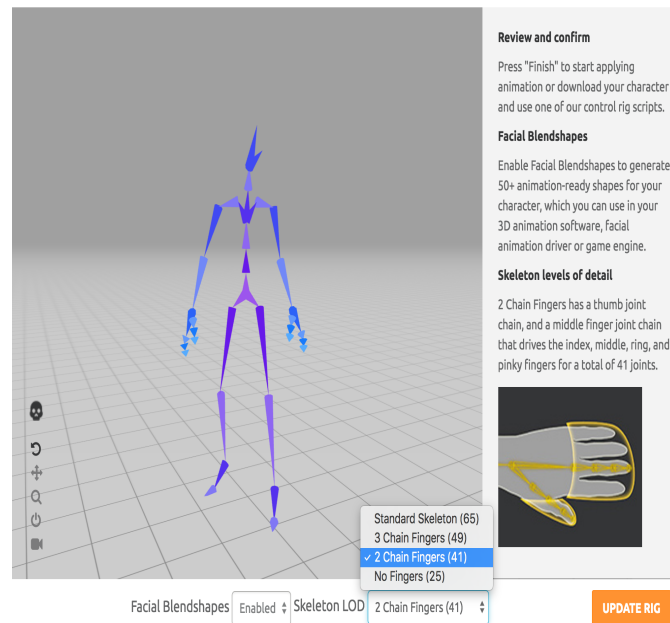 Review and confirm
Press "Finish" to start applying
animation or download your character
and use one of our control rig scripts.
Facial Blendshapes
Enable Facial Blendshapes to generate
50+ animation-ready shapes for your
character, which you can use in your
3D animation software, facial
animation driver or game engine.
Skeleton levels of detail
2 Chain Fingers has a thumb joint
chain, and a middle finger joint chain
that drives the index, middle, ring, and
pinky fingers for a total of 41 joints.
Standard Skeleton (65)
3 Chain Fingers (49)
2 Chain Fingers (41)
No Fingers (25)
Facial Blendshapes Enabled Skeleton LOD 2 Chain Fingers (41) UPDATE RIG